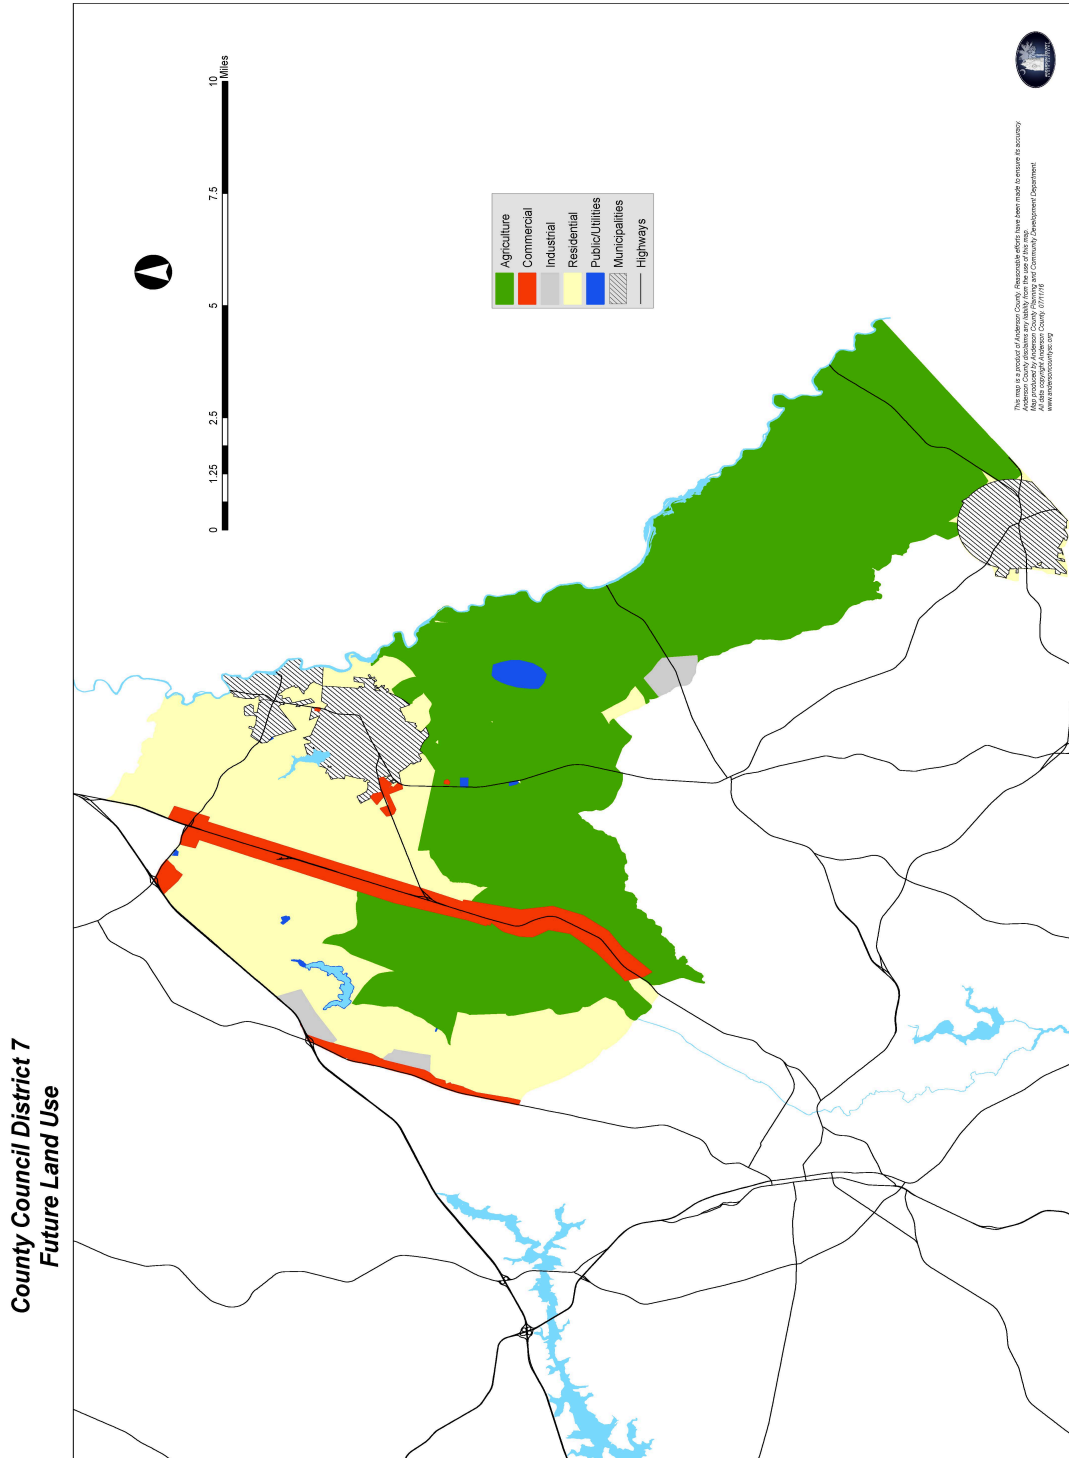 County Council District 7
Future Land Use
0 1.25 2.5 5 7.5 10
Miles
Agriculture
Commercial
Industrial
Residential
Public/Utilities
Municipalities
Highways
This map is a product of Anderson County. Reasonable efforts have been made to ensure its accuracy.
Anderson County disclaims any liability from the use of this map.
Map produced by Anderson County Planning and Community Development Department.
All data copyright Anderson County. 07/11/16
www.andersoncountysc.org